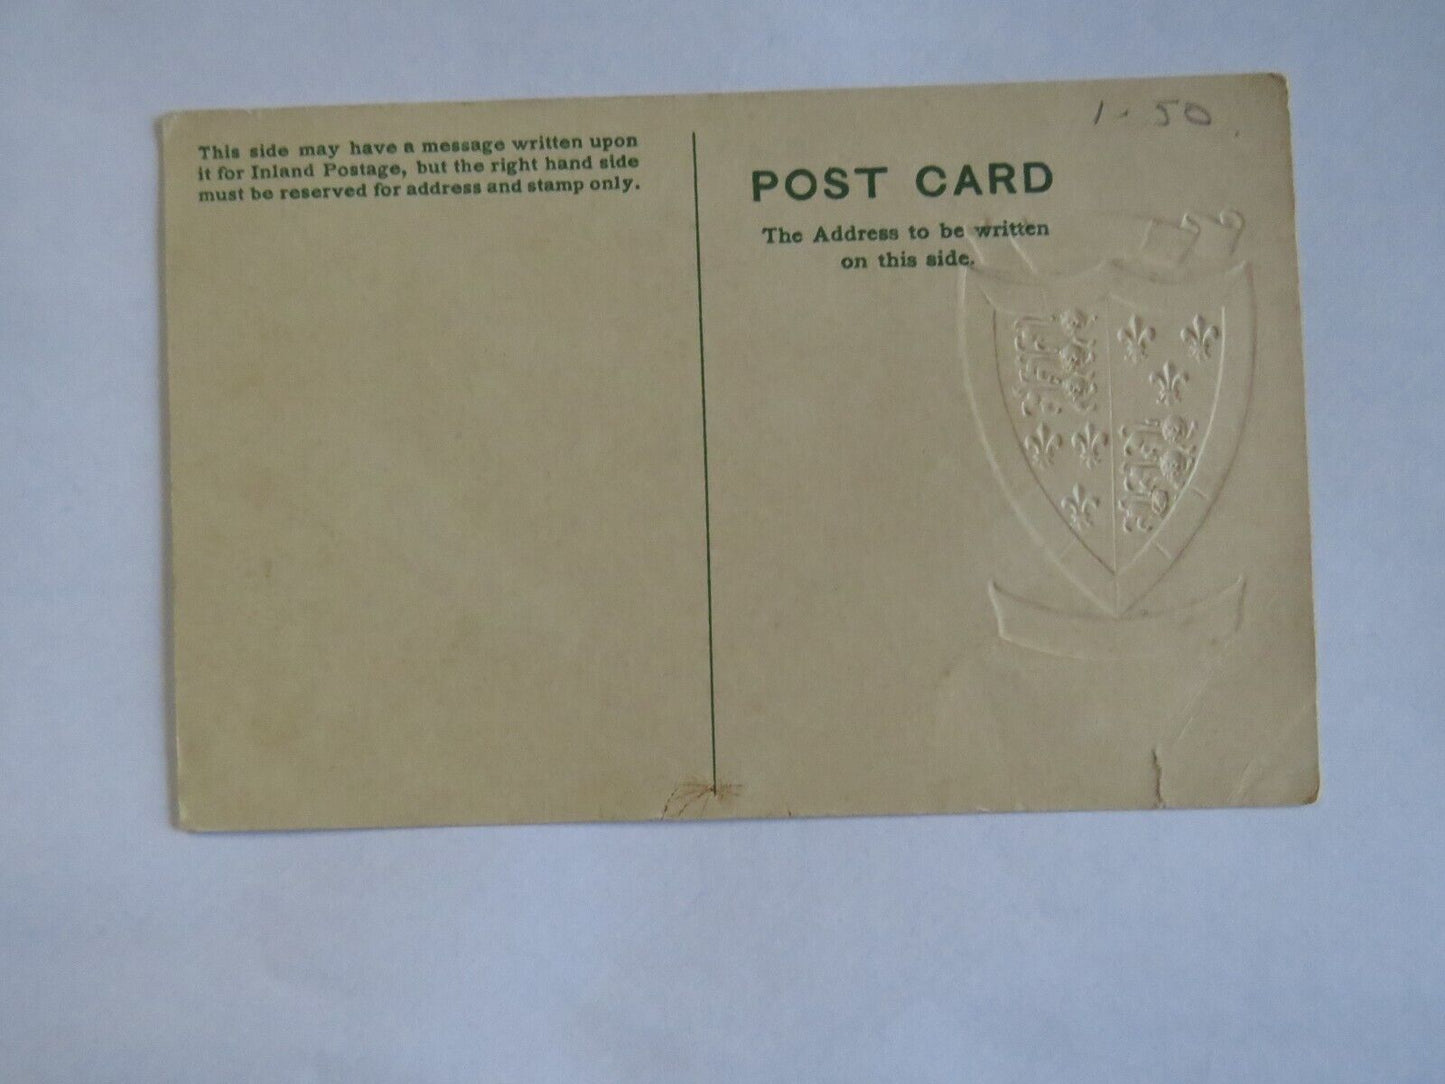 This side may have a message written upon
it for Inland Postage, but the right hand side
must be reserved for address and stamp only.
1-50
POST CARD
The Address to be written
on this side.